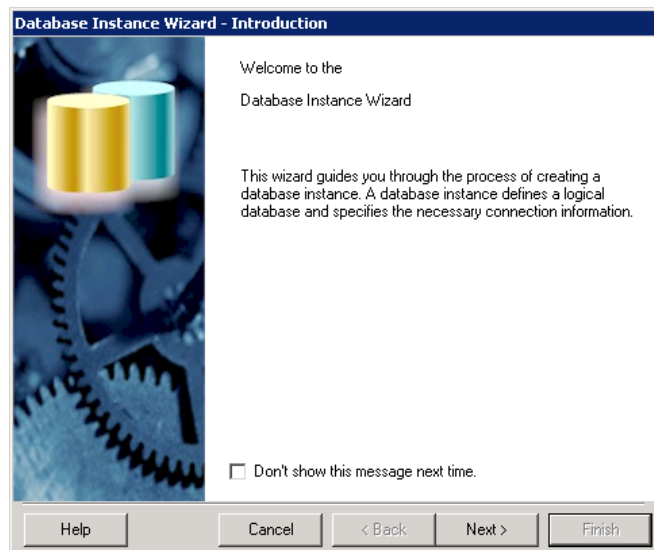 Database Instance Wizard - Introduction
Welcome to the
Database Instance Wizard
This wizard guides you through the process of creating a
database instance. A database instance defines a logical
database and specifies the necessary connection information.
Don't show this message next time.
Help Cancel < Back Next > Finish